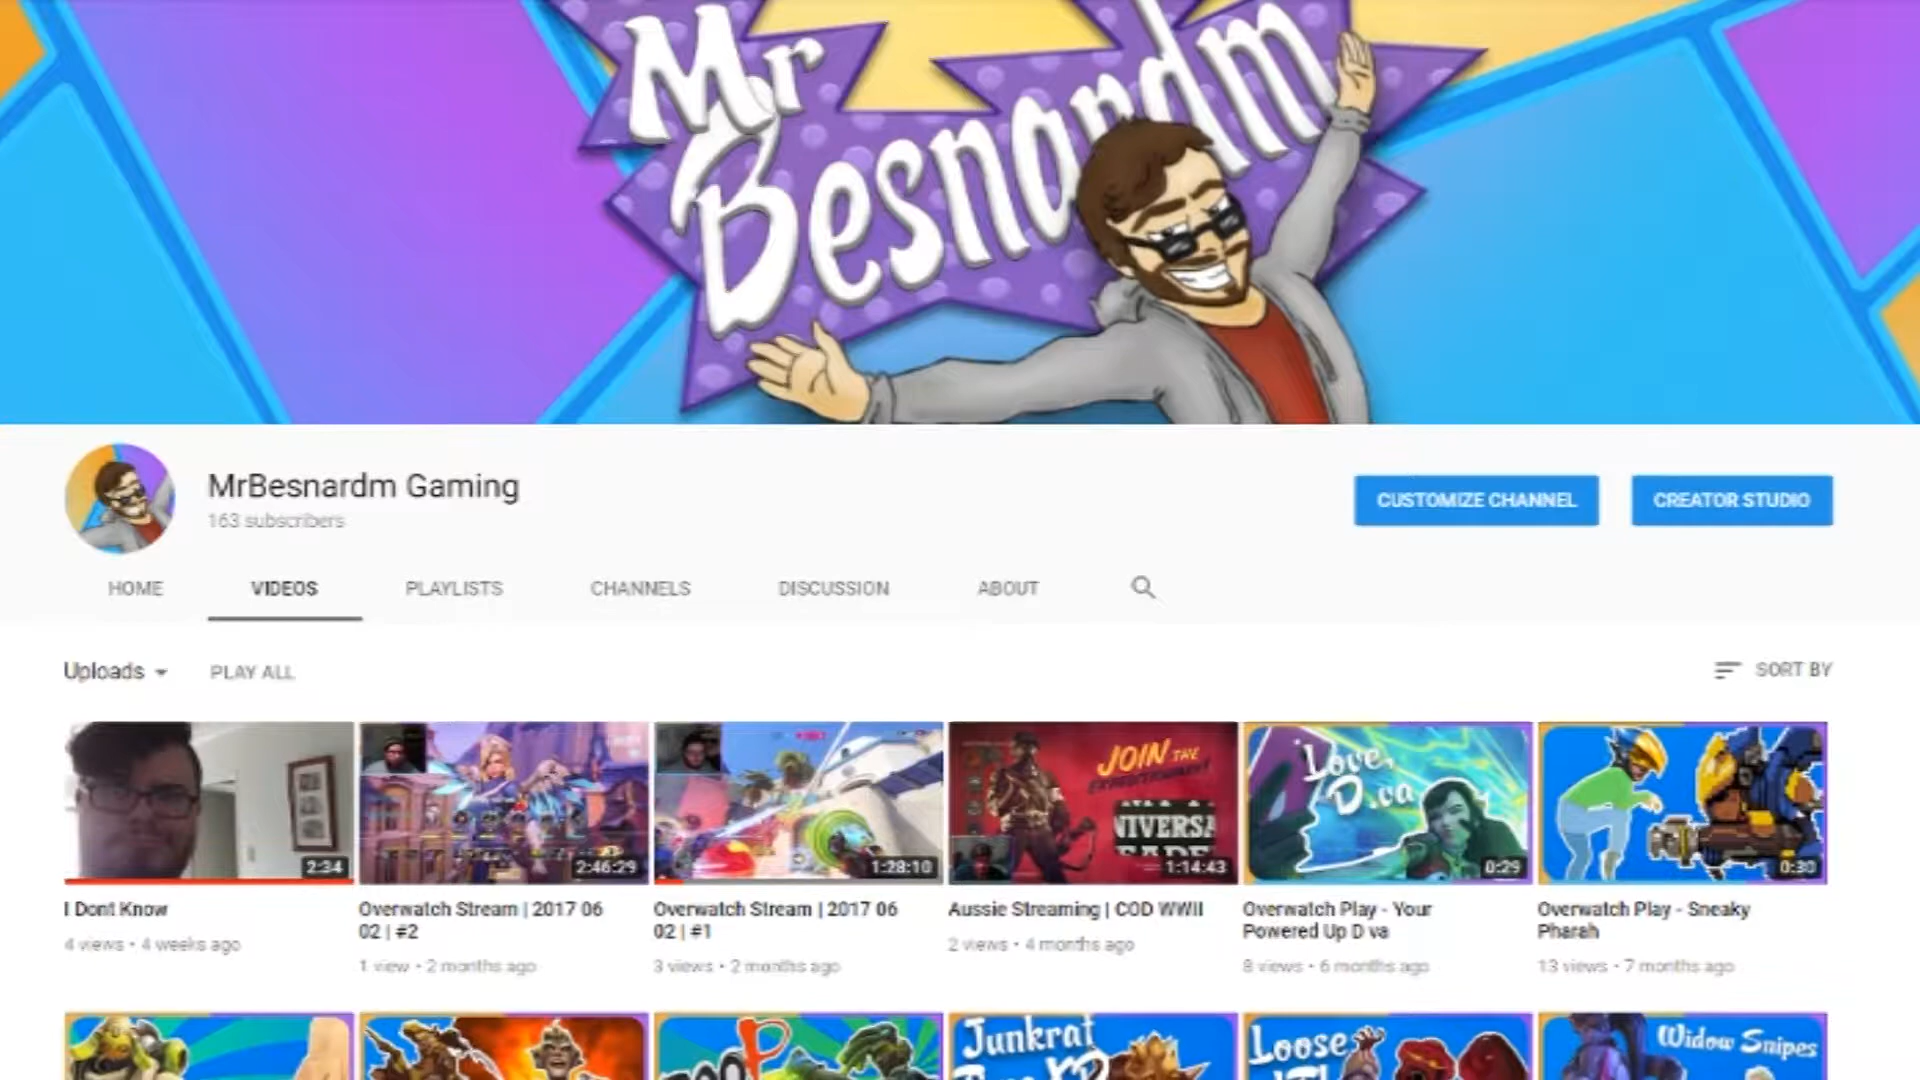 Mr
Besnardm
MrBesnardm Gaming
163 subscribers
CUSTOMIZE CHANNEL
CREATOR STUDIO
HOME
VIDEOS
PLAYLISTS
CHANNELS
DISCUSSION
ABOUT
Uploads
PLAY ALL
SORT BY
JOIN THE
Love,
D.va
2:34
2:46:29
1:28:10
1:14:43
0:29
0:30
I Dont Know
4 views • 4 weeks ago
Overwatch Stream | 2017 06
02 | #2
1 view • 2 months ago
Overwatch Stream | 2017 06
02 | #1
3 views • 2 months ago
Aussie Streaming | COD WWII
2 views • 4 months ago
Overwatch Play - Your
Powered Up D va
8 views • 6 months ago
Overwatch Play - Sneaky
Pharah
13 views • 7 months ago
Junkrat
Loose
Widow Snipes